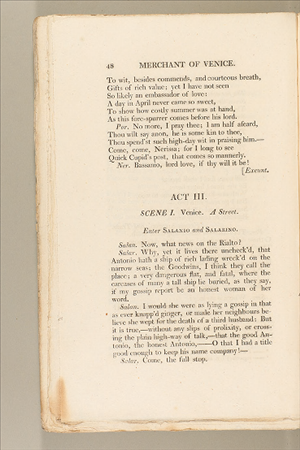 48 MERCHANT OF VENICE.
To wit, besides commends, and courteous breath,
Gifts of rich value; yet I have not seen
So likely an embassador of love:
A day in April never came so sweet,
To show how costly summer was at hand,
As this fore-spurrer comes before his lord.
Por. No more, I pray thee; I am half afeard,
Thou wilt say anon, he is some kin to thee,
Thou spend'st such high-day wit in praising him.—
Come, come, Nerissa; for I long to see
Quick Cupid's post, that comes so mannerly.
Ner. Bassanio, lord love, if thy will it be!
[Exeunt.
ACT III.
SCENE I. Venice. A Street.
Enter SALANIO and SALARINO.
Salan. Now, what news on the Rialto?
Salar. Why, yet it lives there uncheck'd, that
Antonio hath a ship of rich lading wreck'd on the
narrow seas; the Goodwins, I think they call the
place; a very dangerous flat, and fatal, where the
carcases of many a tall ship lie buried, as they say,
if my gossip report be an honest woman of her
word.
Salan. I would she were as lying a gossip in that
as ever knapp'd ginger, or made her neighbours be-
lieve she wept for the death of a third husband: But
it is true,—without any slips of prolixity, or cross-
ing the plain high-way of talk,—that the good An-
tonio, the honest Antonio,——O that I had a title
good enough to keep his name company!—
Salar. Come, the full stop.